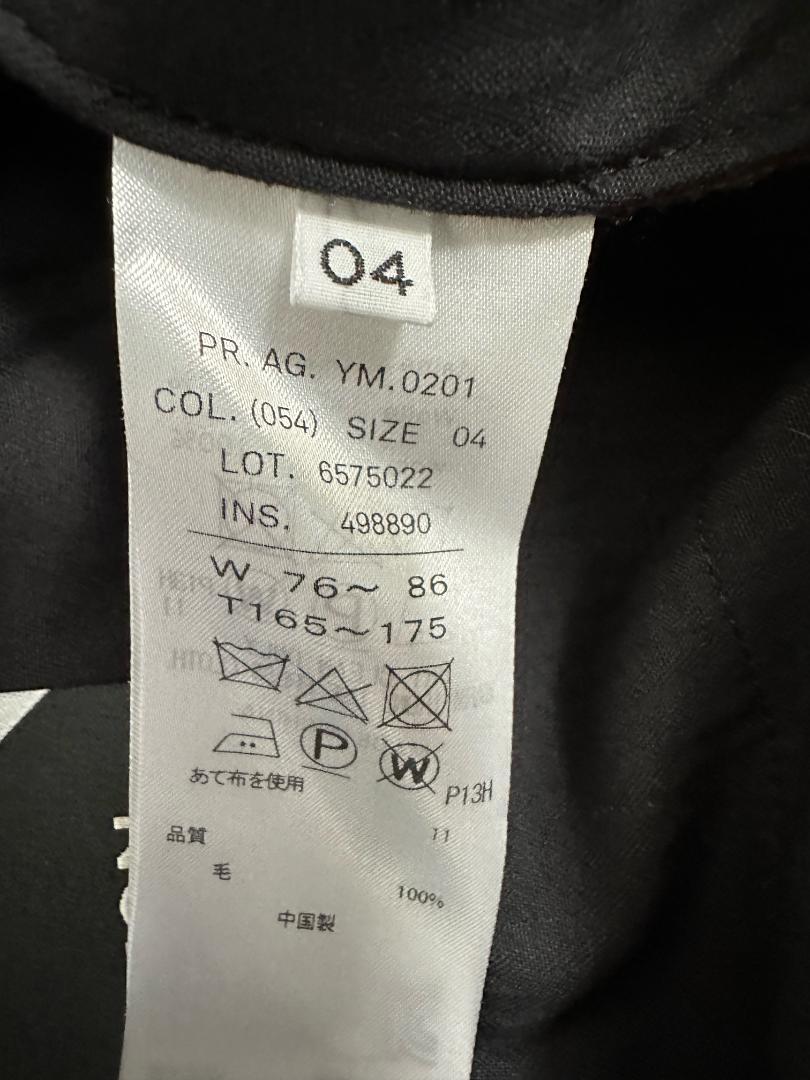 04
PR. AG. YM.0201
COL. (054) SIZE 04
LOT. 6575022
INS. 498890
W 76～ 86
T165～175
P W
あて布を使用 P13H
品質 11
毛 100%
中国製